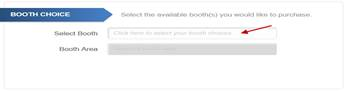 BOOTH CHOICE
Select the available booth(s) you would like to purchase.
Select Booth
Click here to select your booth choices
Booth Area